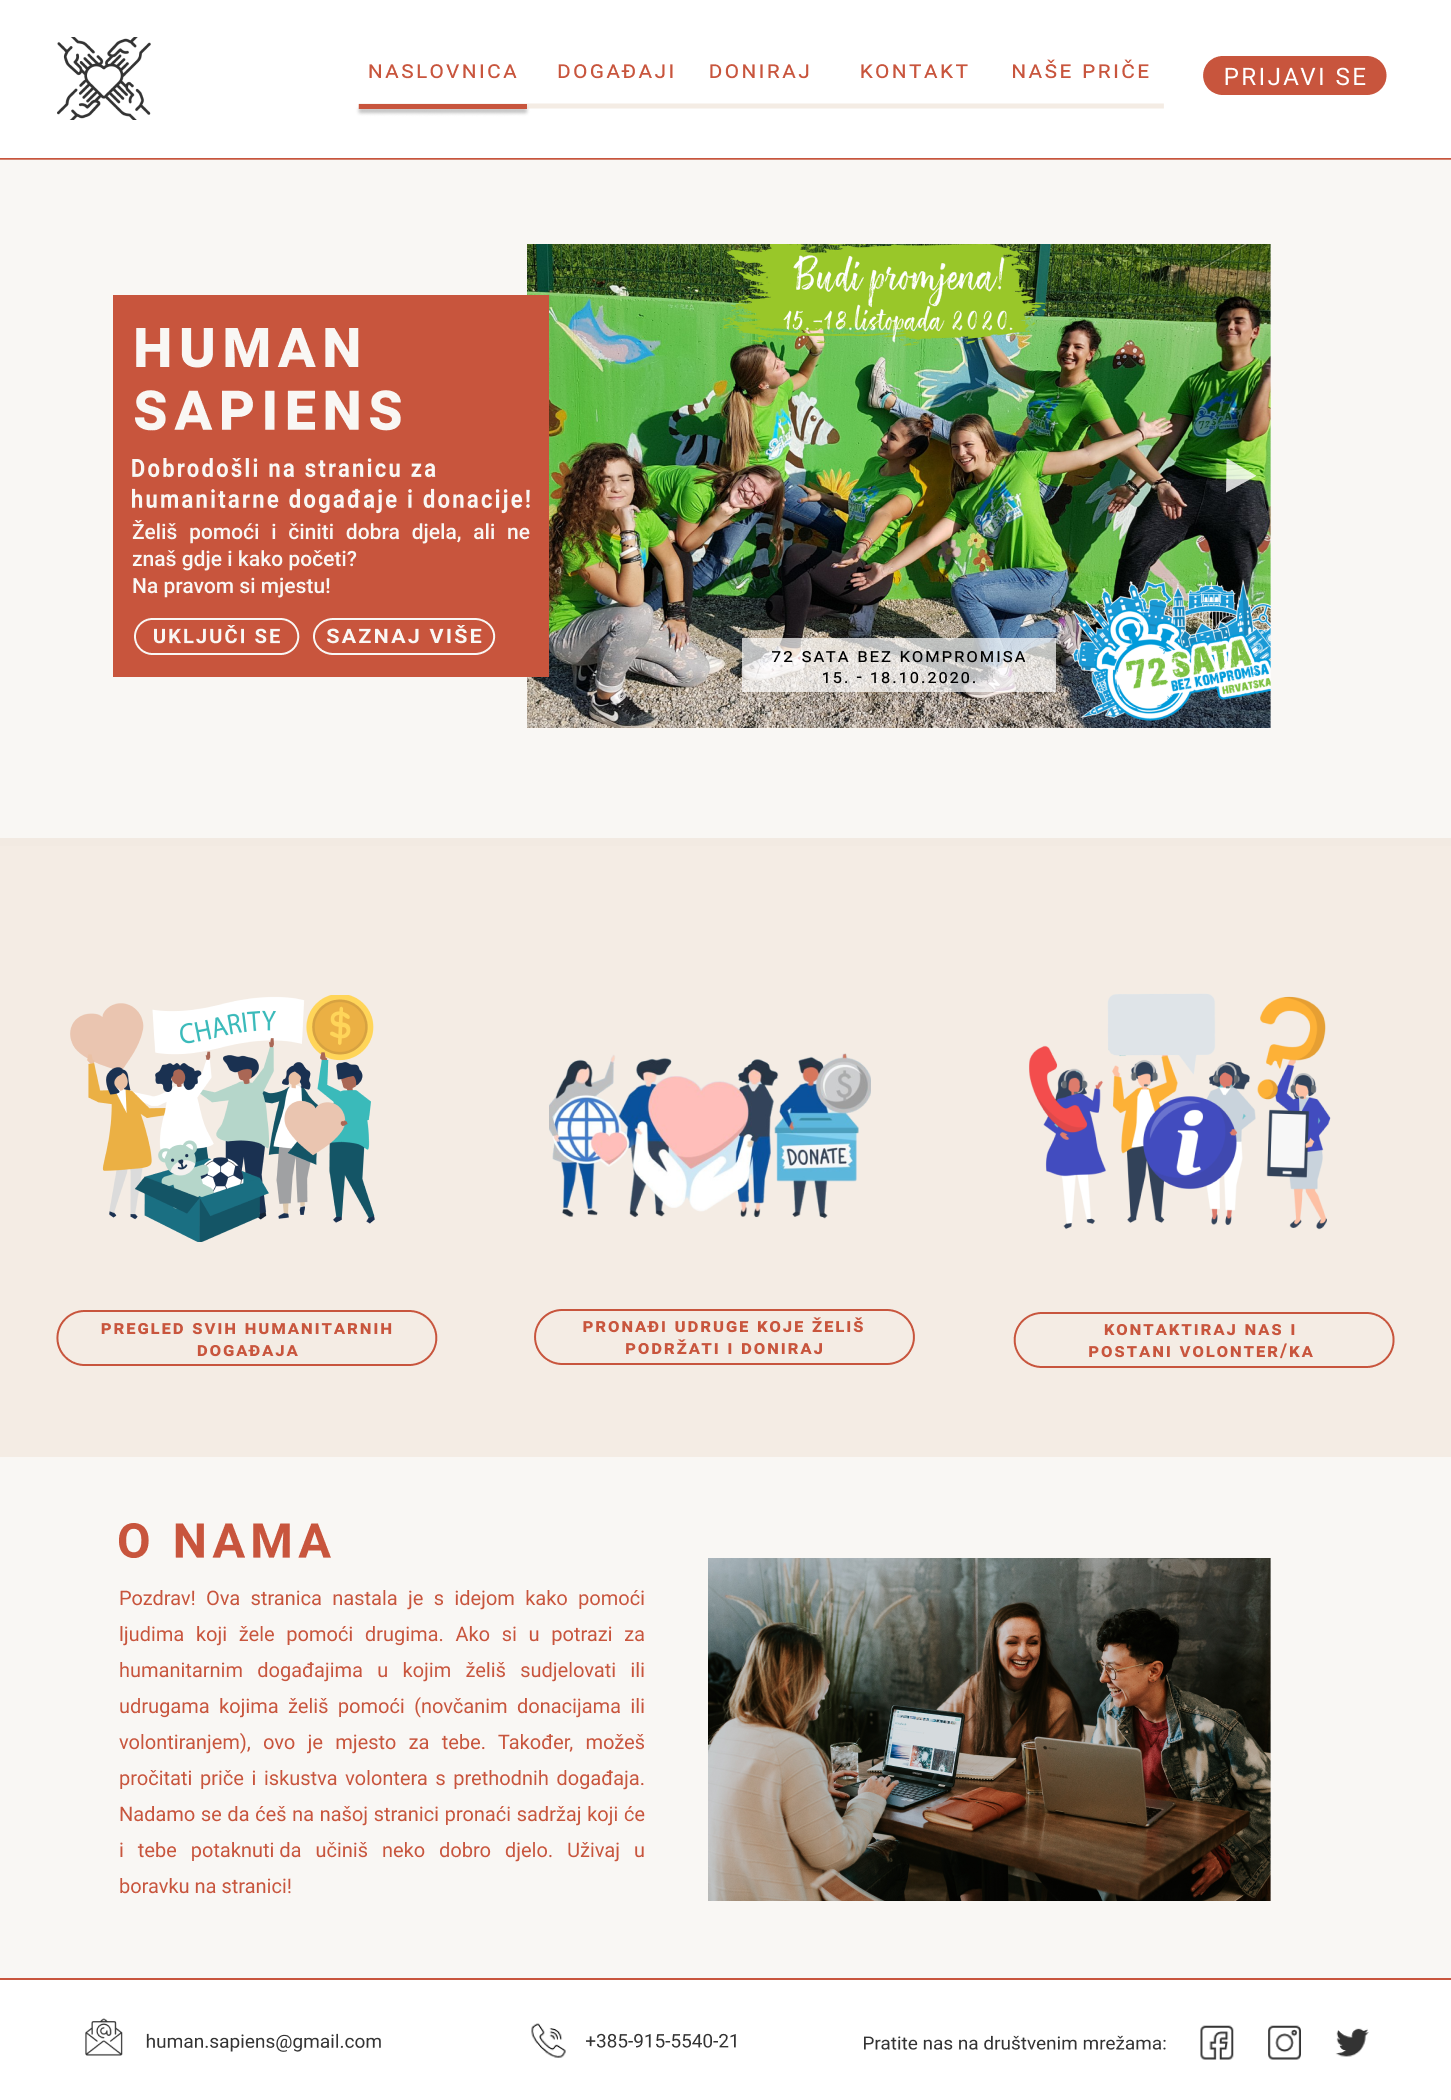 NASLOVNICA DOGAĐAJI DONIRAJ KONTAKT NAŠE PRIČE PRIJAVI SE
Budi promjena!
15.-18.listopada 2020.
HUMAN
SAPIENS
Dobrodošli na stranicu za
humanitarne događaje i donacije!
Želiš pomoći i činiti dobra djela, ali ne
znaš gdje i kako početi?
Na pravom si mjestu!
UKLJUČI SE SAZNAJ VIŠE
72 SATA BEZ KOMPROMISA
15. - 18.10.2020.
72 SATA
BEZ KOMPROMISA
HRVATSKA
CHARITY
$
$
DONATE
i
PREGLED SVIH HUMANITARNIH
DOGAĐAJA
PRONAĐI UDRUGE KOJE ŽELIŠ
PODRŽATI I DONIRAJ
KONTAKTIRAJ NAS I
POSTANI VOLONTER/KA
O NAMA
Pozdrav! Ova stranica nastala je s idejom kako pomoći
ljudima koji žele pomoći drugima. Ako si u potrazi za
humanitarnim događajima u kojim želiš sudjelovati ili
udrugama kojima želiš pomoći (novčanim donacijama ili
volontiranjem), ovo je mjesto za tebe. Također, možeš
pročitati priče i iskustva volontera s prethodnih događaja.
Nadamo se da ćeš na našoj stranici pronaći sadržaj koji će
i tebe potaknuti da učiniš neko dobro djelo. Uživaj u
boravku na stranici!
human.sapiens@gmail.com
+385-915-5540-21
Pratite nas na društvenim mrežama: